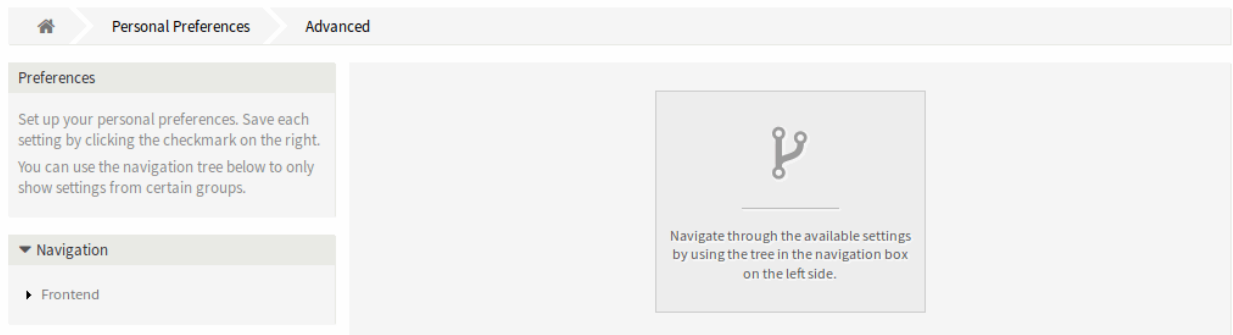 Personal Preferences Advanced
Preferences
Set up your personal preferences. Save each
setting by clicking the checkmark on the right.
You can use the navigation tree below to only
show settings from certain groups.
Navigation
Frontend
Navigate through the available settings
by using the tree in the navigation box
on the left side.